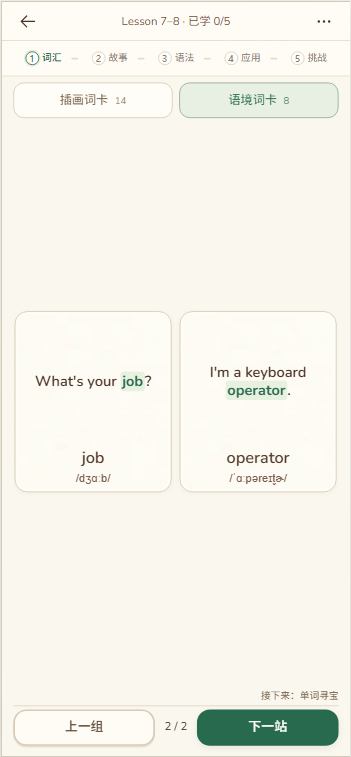 Lesson 7–8 · 已学 0/5
1 词汇 – 2 故事 – 3 语法 – 4 应用 – 5 挑战
插画词卡 14 语境词卡 8
What's your job?
job
/dʒɑːb/
I'm a keyboard
operator.
operator
/ˈɑːpəreɪt̬ɚ/
接下来：单词寻宝
上一组 2 / 2 下一站